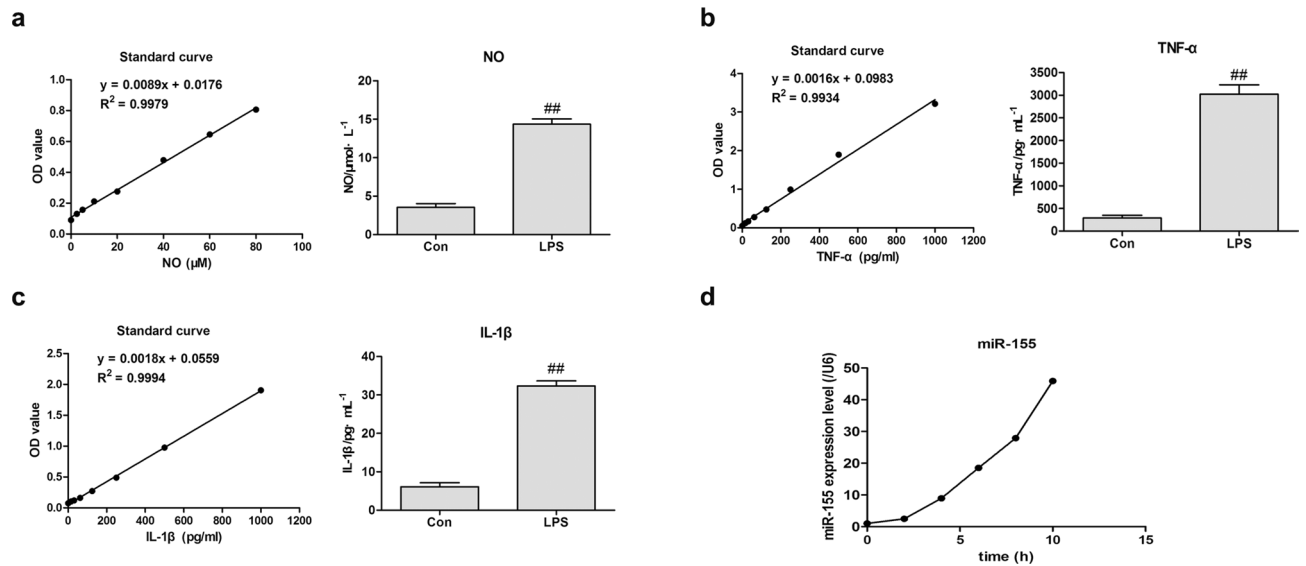 a
Standard curve
y = 0.0089x + 0.0176
R² = 0.9979
1.0
0.8
0.6
0.4
0.2
0.0
OD value
0 20 40 60 80 100
NO (μM)
NO
20
15
10
5
0
NO/μmol· L⁻¹
##
Con LPS
b
Standard curve
y = 0.0016x + 0.0983
R² = 0.9934
4
3
2
1
0
OD value
0 200 400 600 800 1000 1200
TNF-α (pg/ml)
TNF-α
3500
3000
2500
2000
1500
1000
500
0
TNF-α/pg· mL⁻¹
##
Con LPS
c
Standard curve
y = 0.0018x + 0.0559
R² = 0.9994
2.5
2.0
1.5
1.0
0.5
0.0
OD value
0 200 400 600 800 1000 1200
IL-1β (pg/ml)
IL-1β
40
30
20
10
0
IL-1β/pg· mL⁻¹
##
Con LPS
d
miR-155
50
40
30
20
10
0
miR-155 expression level (/U6)
0 5 10 15
time (h)